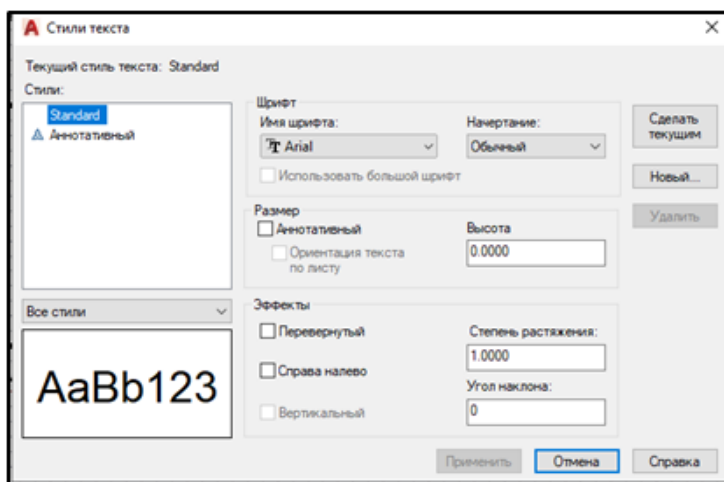 Стили текста
Текущий стиль текста: Standard
Стили:
Standard
Аннотативный
Все стили
AaBb123
Шрифт
Имя шрифта:
Arial
Начертание:
Обычный
Использовать большой шрифт
Размер
Аннотативный
Ориентация текста
по листу
Высота
0.0000
Эффекты
Перевернутый
Справа налево
Вертикальный
Степень растяжения:
1.0000
Угол наклона:
0
Сделать
текущим
Новый...
Удалить
Применить
Отмена
Справка